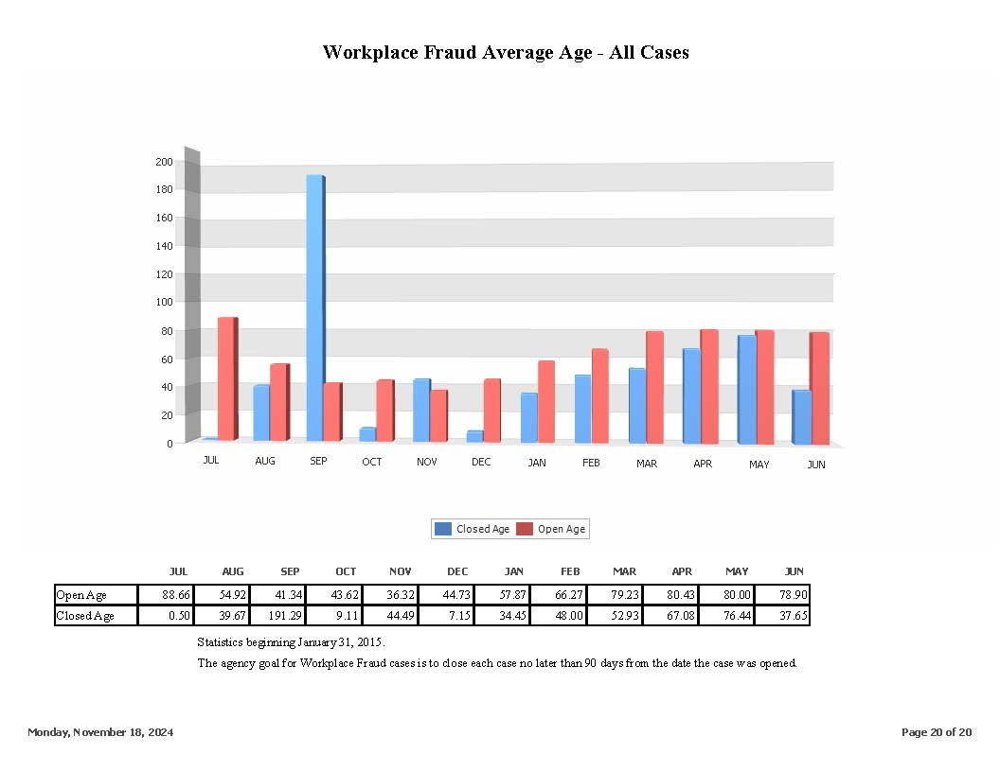 Workplace Fraud Average Age - All Cases
200
180
160
140
120
100
80
60
40
20
0
JUL AUG SEP OCT NOV DEC JAN FEB MAR APR MAY JUN
Closed Age Open Age
JUL AUG SEP OCT NOV DEC JAN FEB MAR APR MAY JUN
Open Age 88.66 54.92 41.34 43.62 36.32 44.73 57.87 66.27 79.23 80.43 80.00 78.90
Closed Age 0.50 39.67 191.29 9.11 44.49 7.15 34.45 48.00 52.93 67.08 76.44 37.65
Statistics beginning January 31, 2015.
The agency goal for Workplace Fraud cases is to close each case no later than 90 days from the date the case was opened.
Monday, November 18, 2024 Page 20 of 20